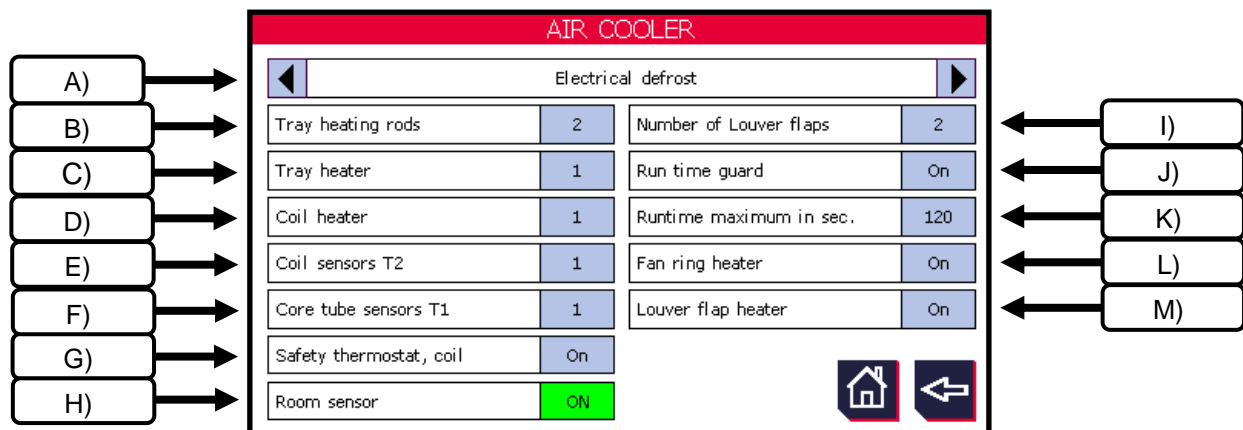 AIR COOLER
A)
Electrical defrost
B)
Tray heating rods 2
Number of Louver flaps 2
I)
C)
Tray heater 1
Run time guard On
J)
D)
Coil heater 1
Runtime maximum in sec. 120
K)
E)
Coil sensors T2 1
Fan ring heater On
L)
F)
Core tube sensors T1 1
Louver flap heater On
M)
G)
Safety thermostat, coil On
H)
Room sensor ON